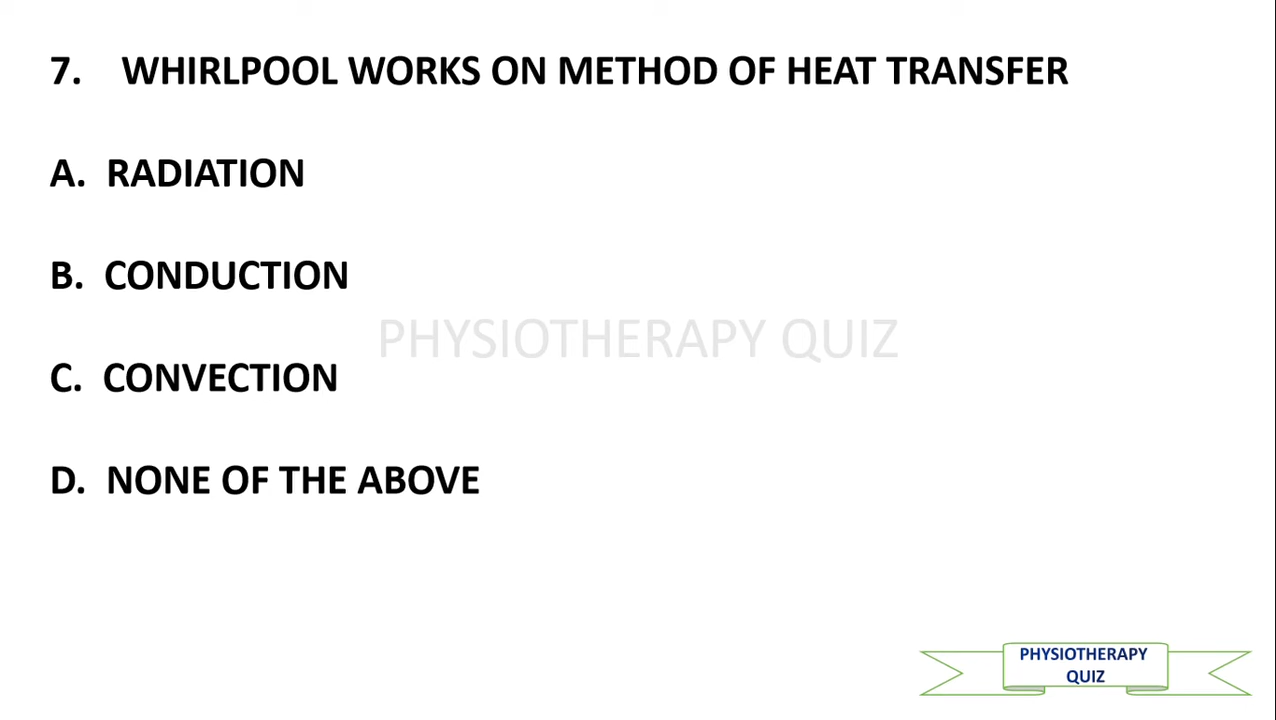 7. WHIRLPOOL WORKS ON METHOD OF HEAT TRANSFER
A. RADIATION
B. CONDUCTION
PHYSIOTHERAPY QUIZ
C. CONVECTION
D. NONE OF THE ABOVE
PHYSIOTHERAPY
QUIZ